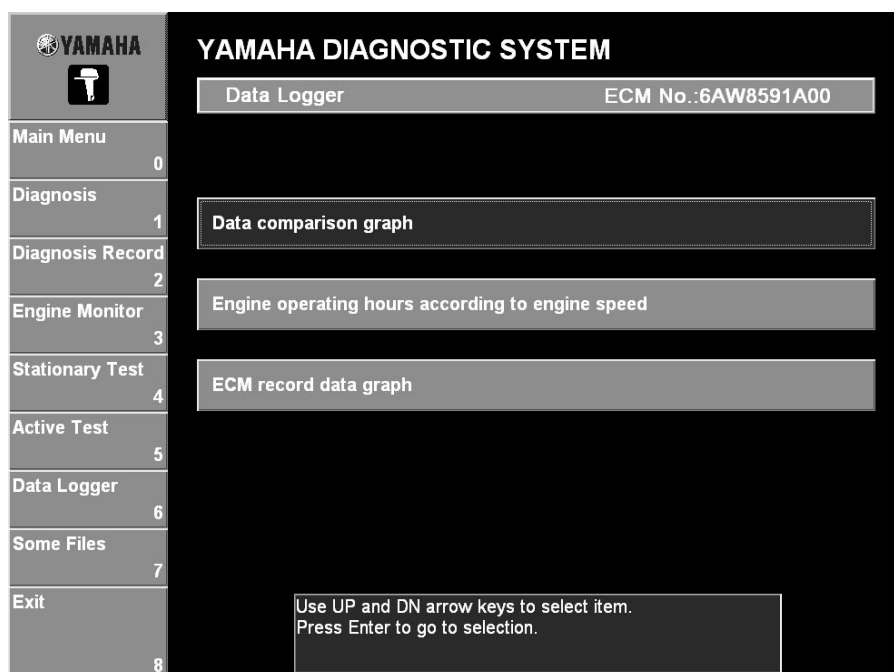 YAMAHA
YAMAHA DIAGNOSTIC SYSTEM
Data Logger ECM No.:6AW8591A00
Main Menu
0
Diagnosis
1
Diagnosis Record
2
Engine Monitor
3
Stationary Test
4
Active Test
5
Data Logger
6
Some Files
7
Exit
8
Data comparison graph
Engine operating hours according to engine speed
ECM record data graph
Use UP and DN arrow keys to select item.
Press Enter to go to selection.